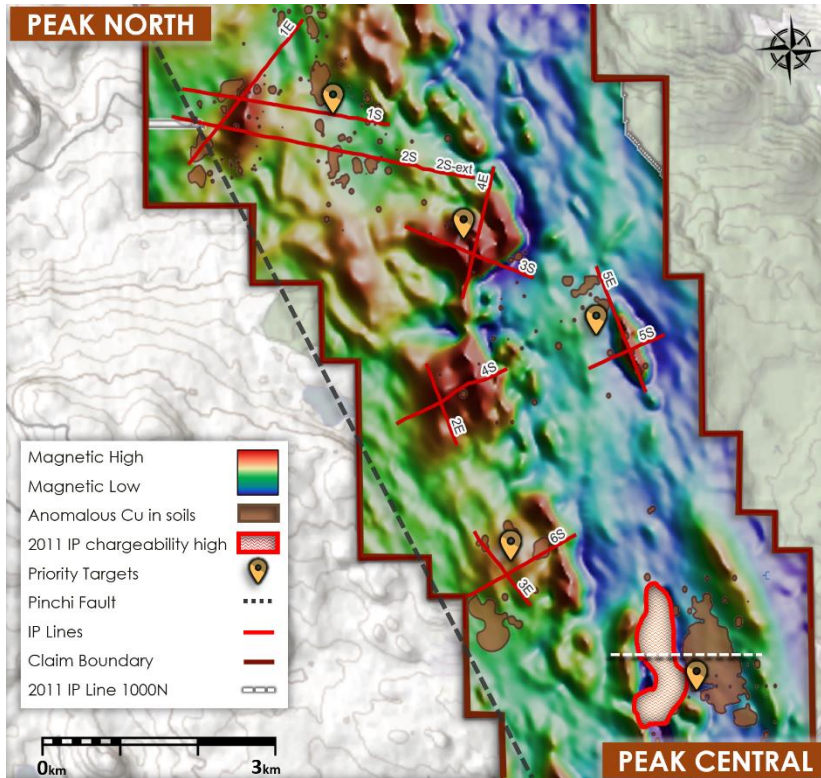 PEAK NORTH
1E
1S
2S
2S-ext
4E
3S
5E
5S
4S
2E
6S
3E
Magnetic High
Magnetic Low
Anomalous Cu in soils
2011 IP chargeability high
Priority Targets
Pinchi Fault
IP Lines
Claim Boundary
2011 IP Line 1000N
0km
3km
PEAK CENTRAL